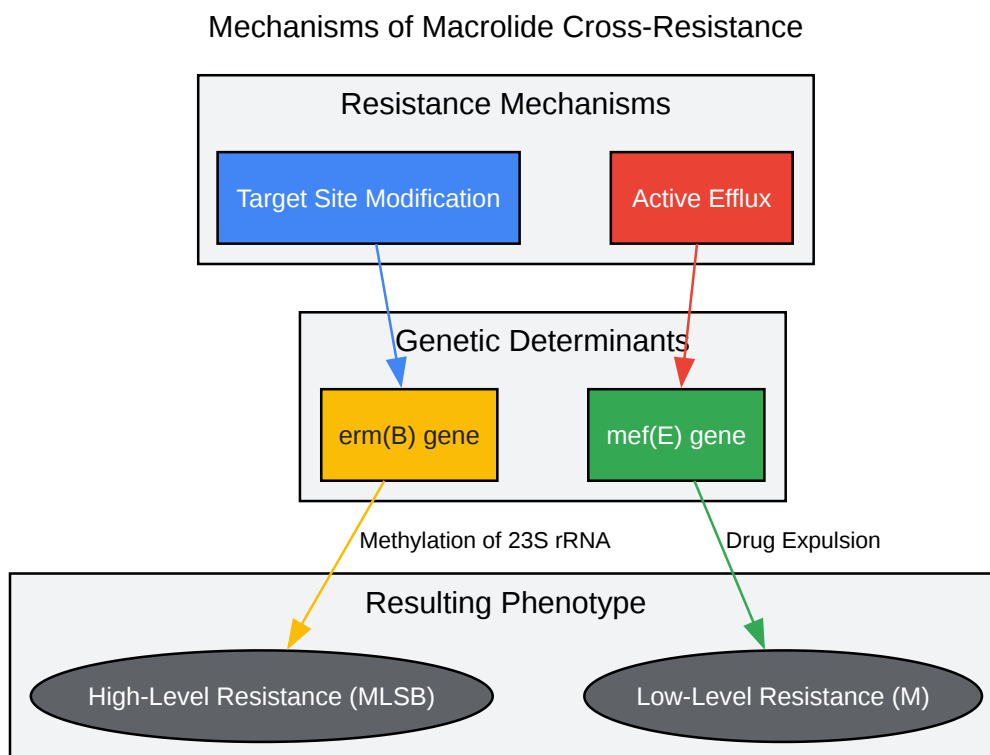 Mechanisms of Macrolide Cross-Resistance
Resistance Mechanisms
Target Site Modification
Active Efflux
Genetic Determinants
erm(B) gene
mef(E) gene
Methylation of 23S rRNA
Drug Expulsion
Resulting Phenotype
High-Level Resistance (MLSB)
Low-Level Resistance (M)